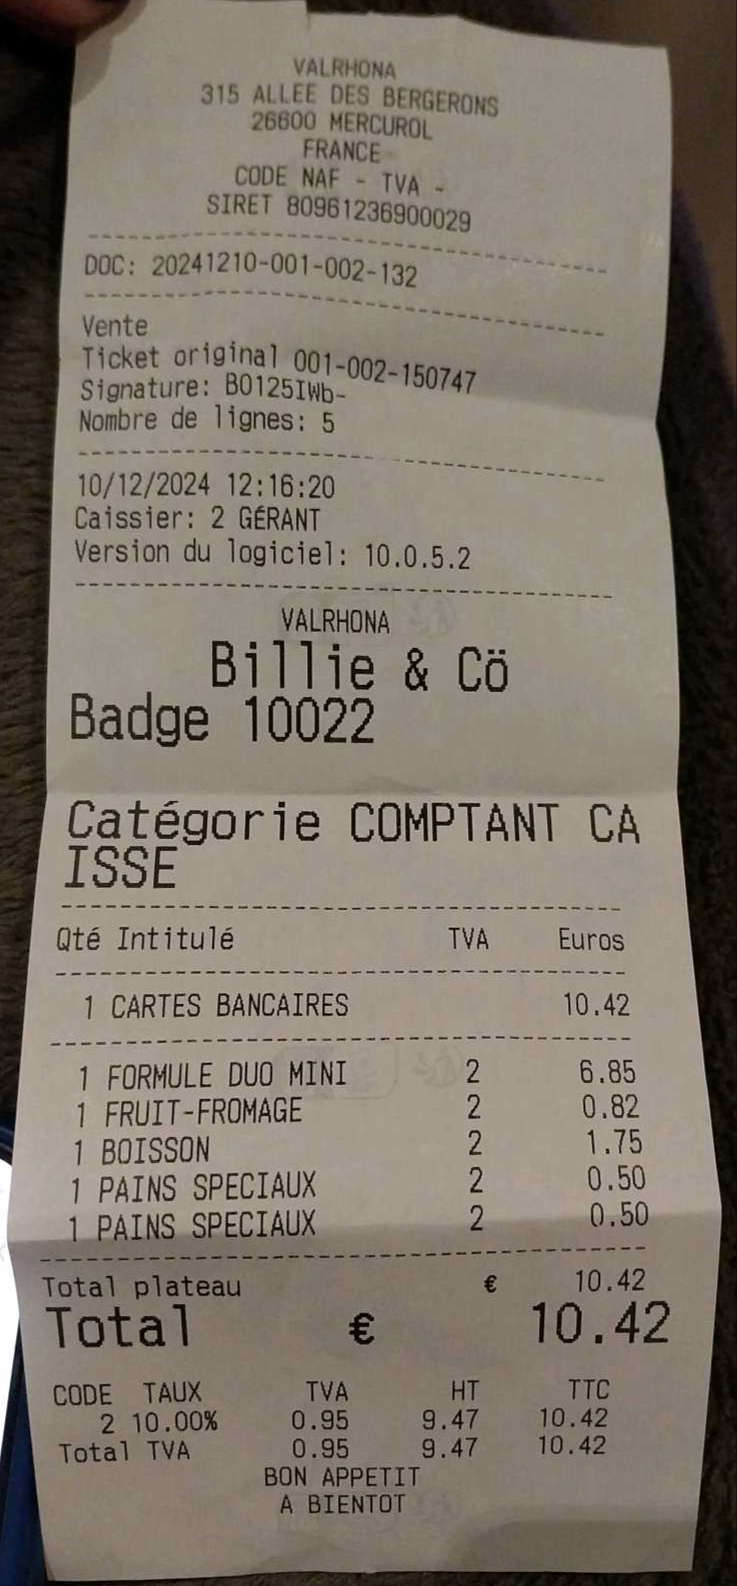 VALRHONA
315 ALLEE DES BERGERONS
26600 MERCUROL
FRANCE
CODE NAF - TVA -
SIRET 80961236900029
DOC: 20241210-001-002-132
Vente
Ticket original 001-002-150747
Signature: BO125IWb-
Nombre de lignes: 5
10/12/2024 12:16:20
Caissier: 2 GÉRANT
Version du logiciel: 10.0.5.2
VALRHONA
Billie & Cö
Badge 10022
Catégorie COMPTANT CA
ISSE
Qté Intitulé TVA Euros
1 CARTES BANCAIRES 10.42
1 FORMULE DUO MINI 2 6.85
1 FRUIT-FROMAGE 2 0.82
1 BOISSON 2 1.75
1 PAINS SPECIAUX 2 0.50
1 PAINS SPECIAUX 2 0.50
Total plateau € 10.42
Total € 10.42
CODE TAUX TVA HT TTC
2 10.00% 0.95 9.47 10.42
Total TVA 0.95 9.47 10.42
BON APPETIT
A BIENTOT